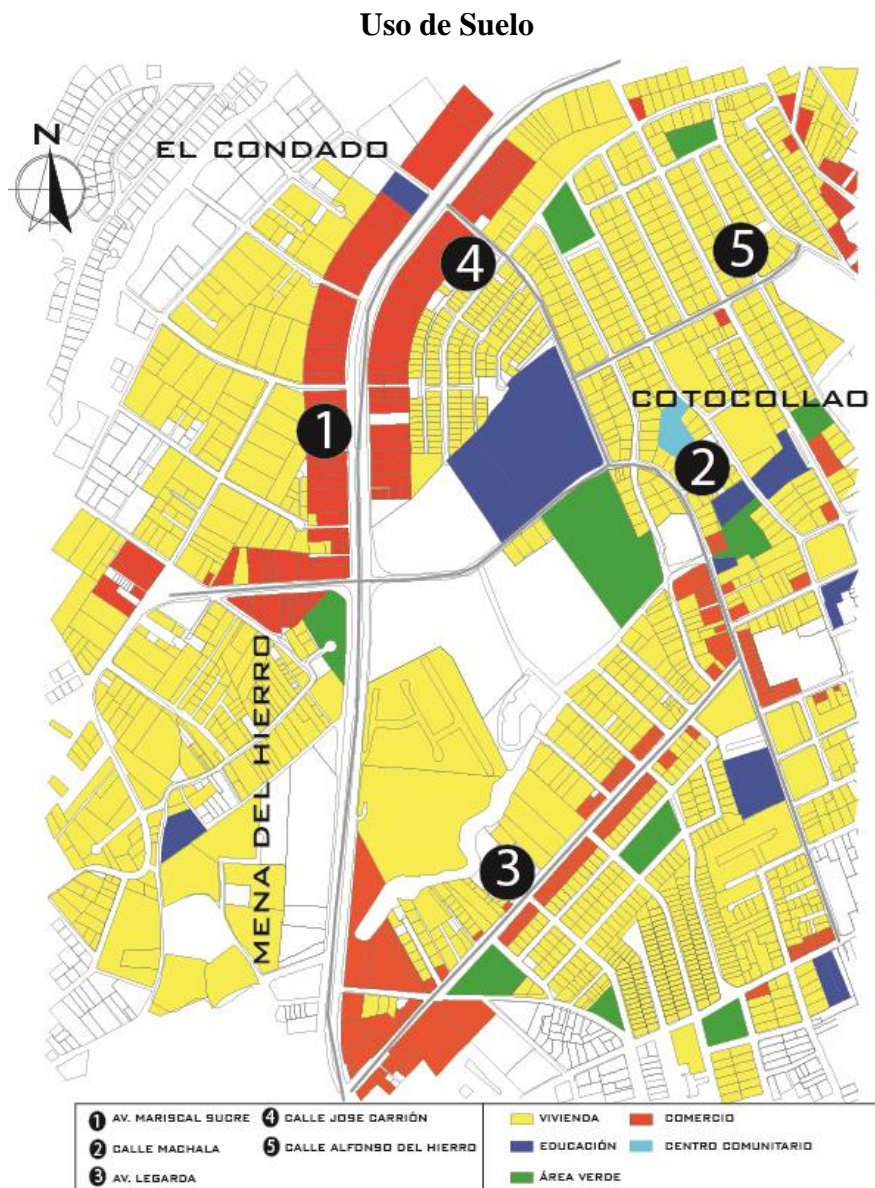 Uso de Suelo
N
EL CONDADO
4
5
1
COTOCOLLAO
2
MENA DEL HIERRO
3
1 AV. MARISCAL SUCRE
4 CALLE JOSE CARRIÓN
2 CALLE MACHALA
5 CALLE ALFONSO DEL HIERRO
3 AV. LEGARDA
VIVIENDA
COMERCIO
EDUCACIÓN
CENTRO COMUNITARIO
ÁREA VERDE